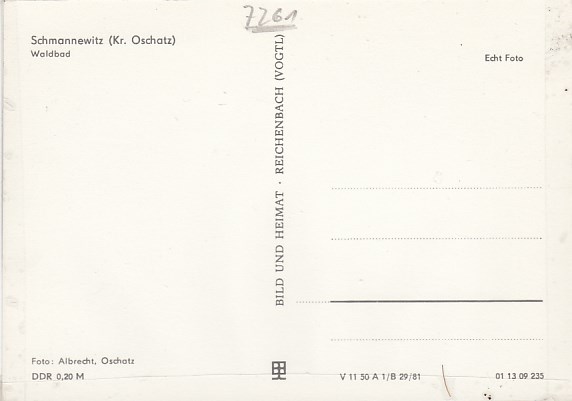 7261
Schmannewitz (Kr. Oschatz)
Waldbad
Echt Foto
BILD UND HEIMAT · REICHENBACH (VOGTL)
Foto: Albrecht, Oschatz
DDR 0,20 M
V 11 50 A 1/B 29/81
01 13 09 235